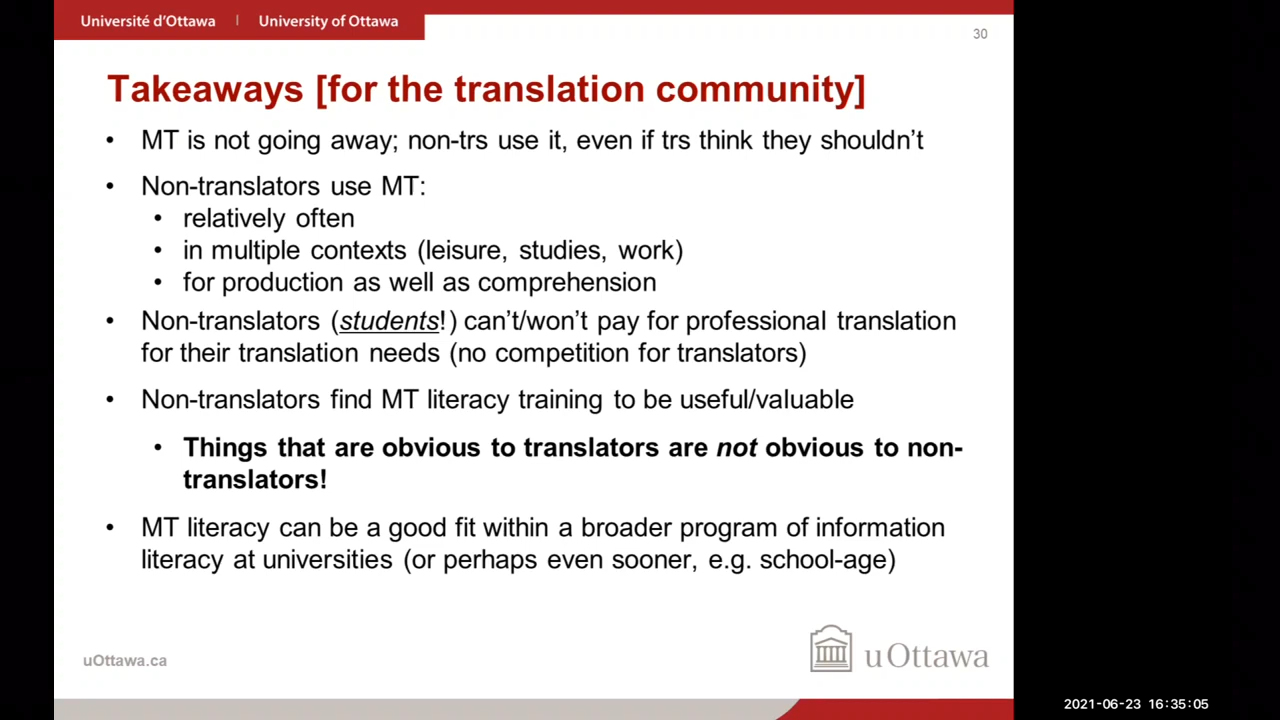 Université d'Ottawa | University of Ottawa
30
Takeaways [for the translation community]
• MT is not going away; non-trs use it, even if trs think they shouldn't
• Non-translators use MT:
• relatively often
• in multiple contexts (leisure, studies, work)
• for production as well as comprehension
• Non-translators (students!) can't/won't pay for professional translation
for their translation needs (no competition for translators)
• Non-translators find MT literacy training to be useful/valuable
• Things that are obvious to translators are not obvious to non-
translators!
• MT literacy can be a good fit within a broader program of information
literacy at universities (or perhaps even sooner, e.g. school-age)
uOttawa.ca
uOttawa
2021-06-23 16:35:05